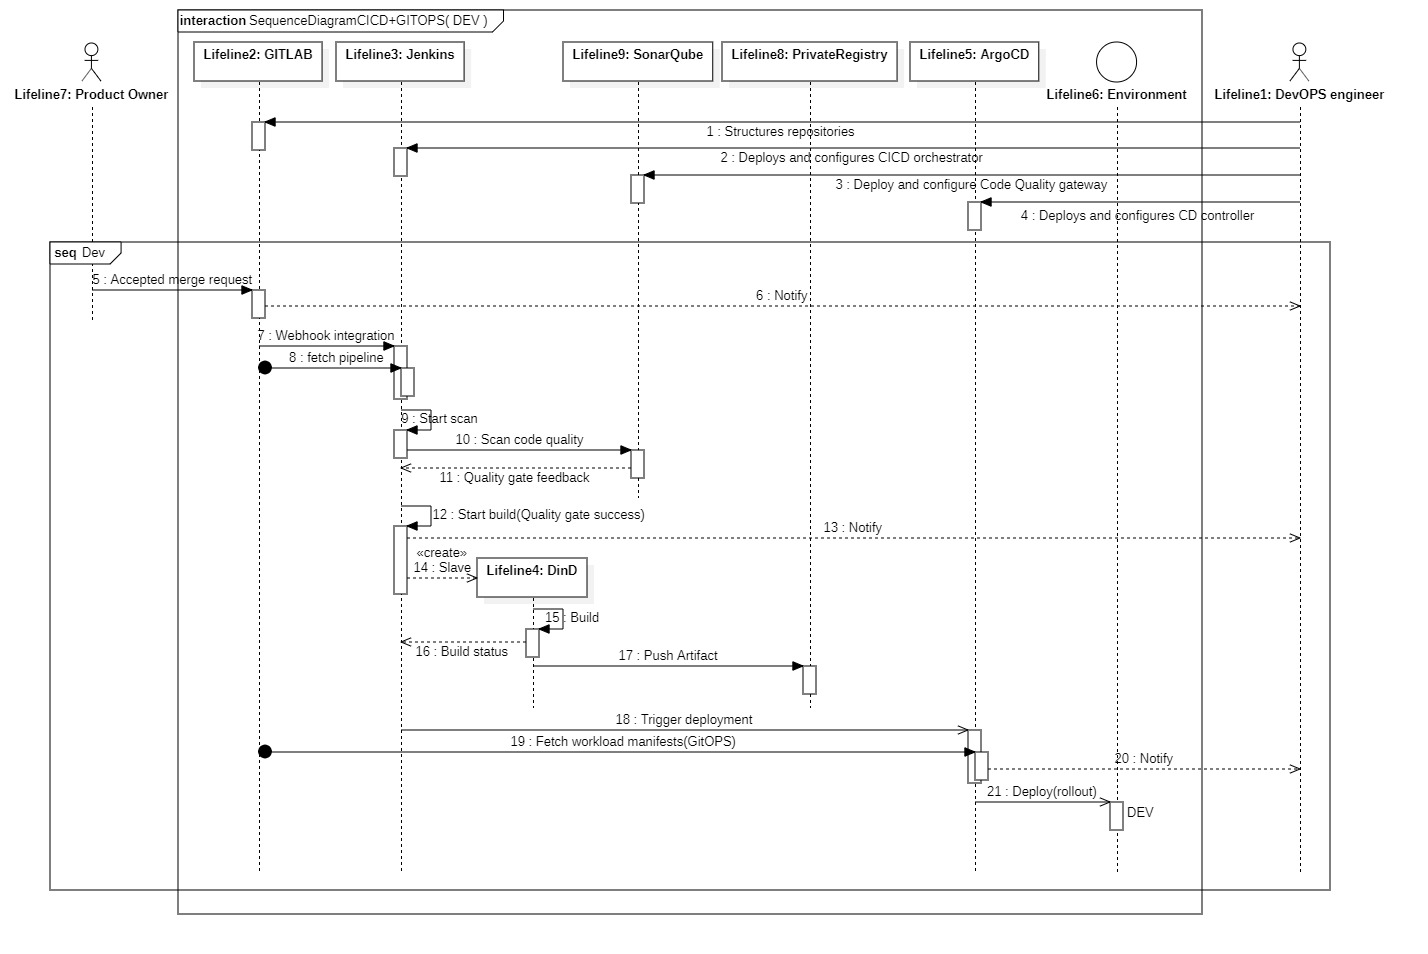 interaction SequenceDiagramCICD+GITOPS( DEV )
Lifeline2: GITLAB
Lifeline3: Jenkins
Lifeline9: SonarQube
Lifeline8: PrivateRegistry
Lifeline5: ArgoCD
Lifeline7: Product Owner
Lifeline6: Environment
Lifeline1: DevOPS engineer
1 : Structures repositories
2 : Deploys and configures CICD orchestrator
3 : Deploy and configure Code Quality gateway
4 : Deploys and configures CD controller
seq Dev
5 : Accepted merge request
6 : Notify
7 : Webhook integration
8 : fetch pipeline
9 : Start scan
10 : Scan code quality
11 : Quality gate feedback
12 : Start build(Quality gate success)
13 : Notify
«create»
14 : Slave
Lifeline4: DinD
15 : Build
16 : Build status
17 : Push Artifact
18 : Trigger deployment
19 : Fetch workload manifests(GitOPS)
20 : Notify
21 : Deploy(rollout)
DEV